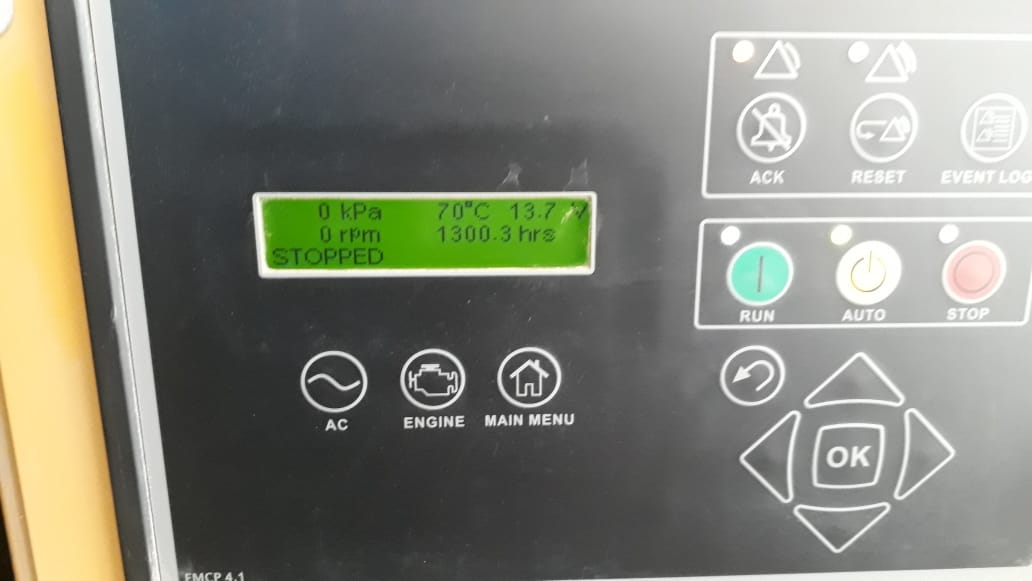 ACK RESET EVENT LOG
0 kPa 70°C 13.7 V
0 rpm 1300.3 hrs
STOPPED
RUN AUTO STOP
AC ENGINE MAIN MENU
OK
EMCP 4.1